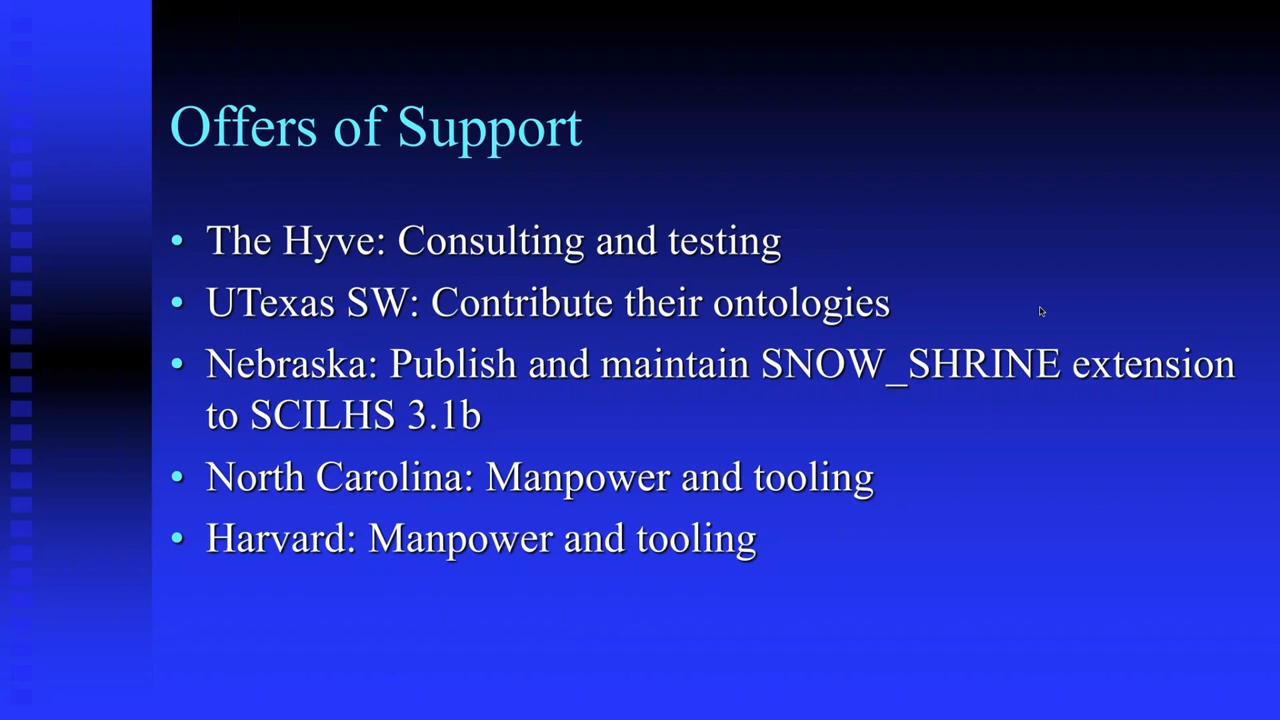 Offers of Support
• The Hyve: Consulting and testing
• UTexas SW: Contribute their ontologies
• Nebraska: Publish and maintain SNOW_SHRINE extension
to SCILHS 3.1b
• North Carolina: Manpower and tooling
• Harvard: Manpower and tooling